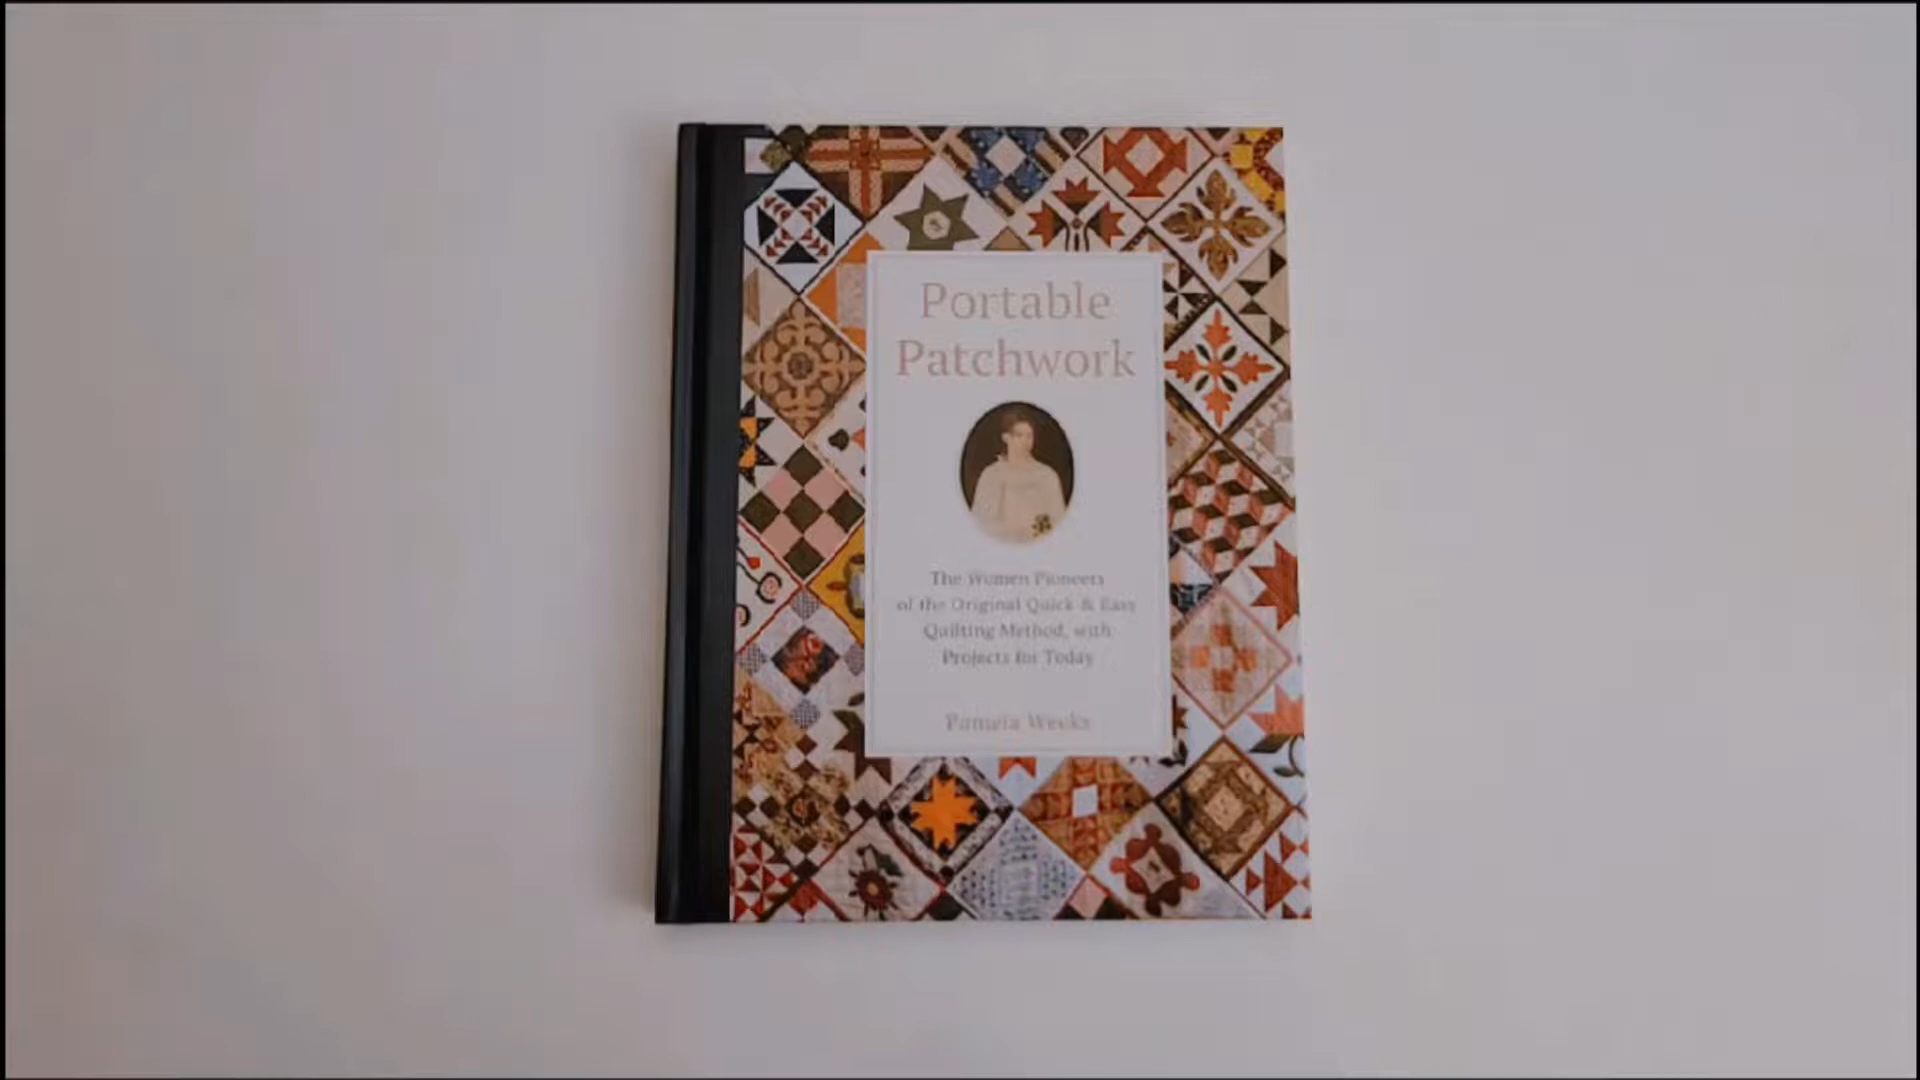 Portable
Patchwork
The Women Pioneers
of the Original Quick & Easy
Quilting Method, with
Projects for Today
Pamela Weeks